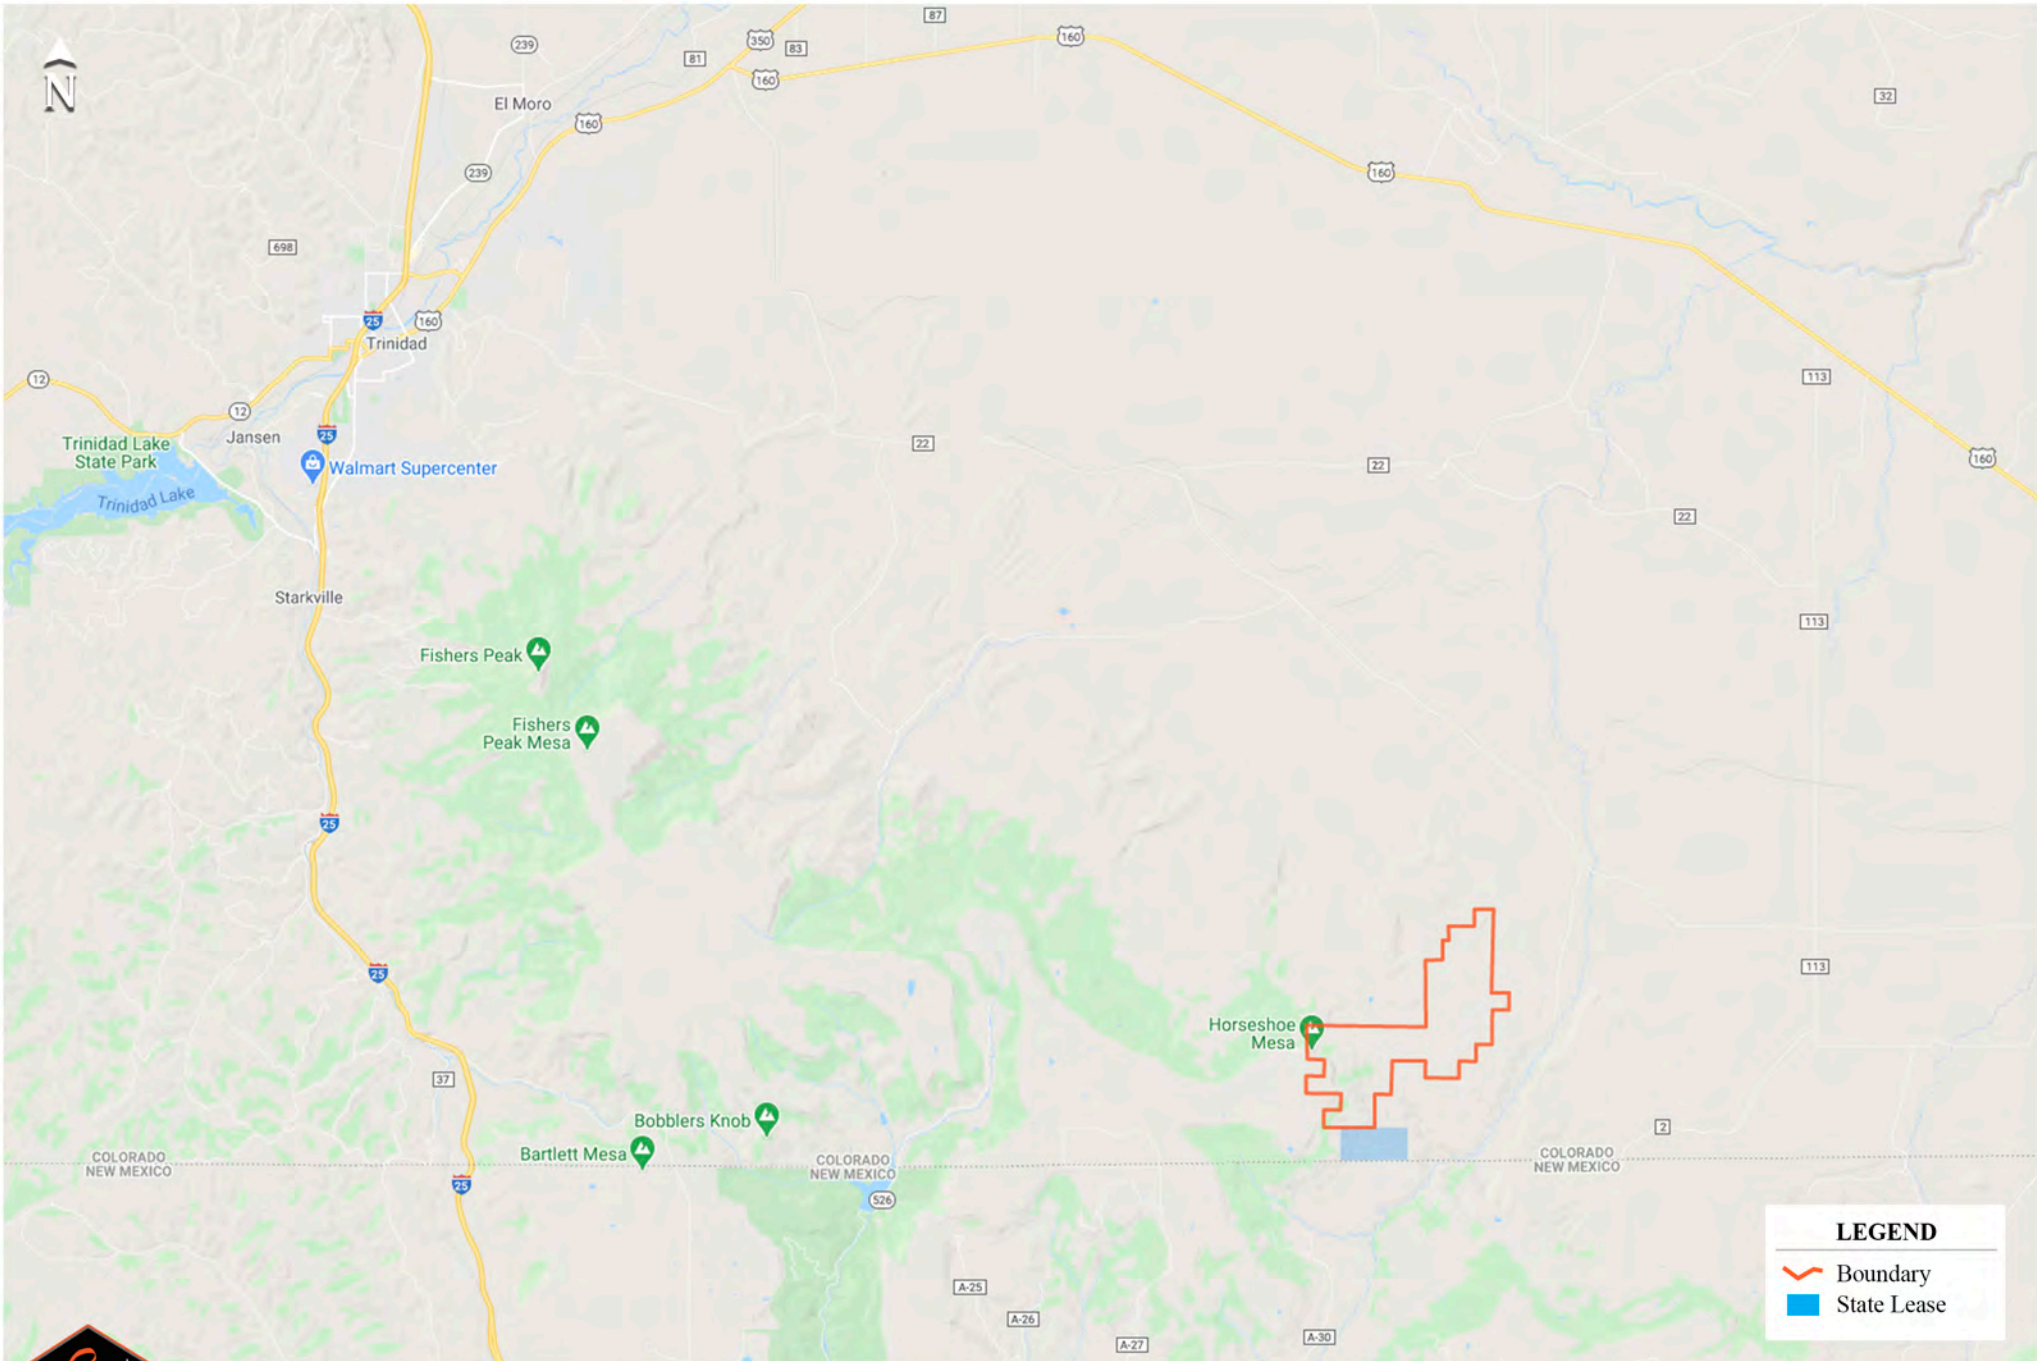 N
87
350
83
160
239
81
160
32
El Moro
160
239
160
698
25
160
Trinidad
12
113
12
Jansen
25
22
Trinidad Lake
State Park
160
22
Walmart Supercenter
Trinidad Lake
22
Starkville
113
Fishers Peak
Fishers
Peak Mesa
25
113
25
Horseshoe
Mesa
37
Bobblers Knob
2
Bartlett Mesa
COLORADO
NEW MEXICO
COLORADO
NEW MEXICO
COLORADO
NEW MEXICO
25
526
LEGEND
Boundary
State Lease
A-25
A-26
A-27
A-30